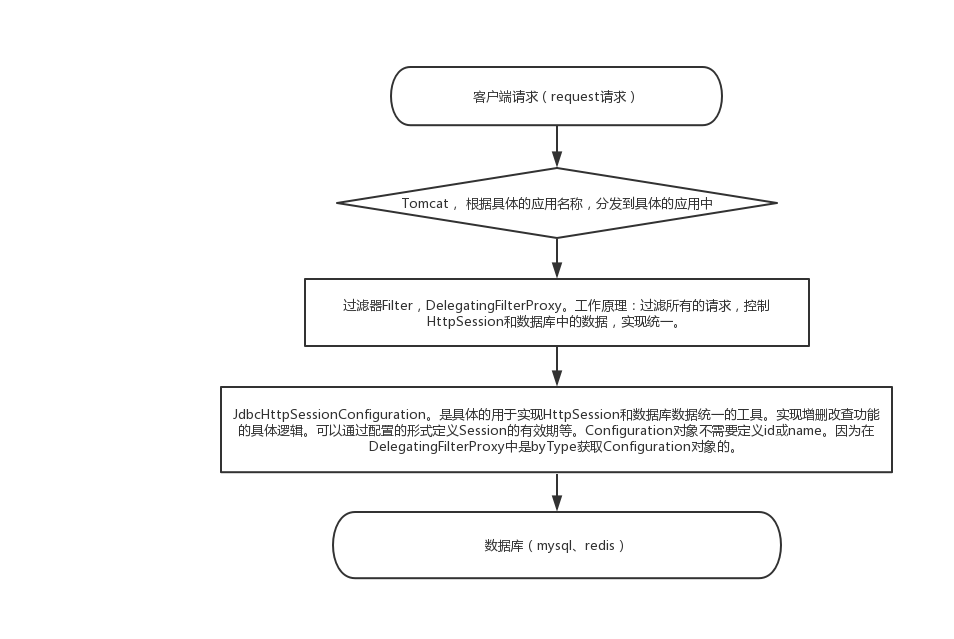 客户端请求（request请求）
Tomcat， 根据具体的应用名称，分发到具体的应用中
过滤器Filter，DelegatingFilterProxy。工作原理：过滤所有的请求，控制
HttpSession和数据库中的数据，实现统一。
JdbcHttpSessionConfiguration。是具体的用于实现HttpSession和数据库数据统一的工具。实现增删改查功能
的具体逻辑。可以通过配置的形式定义Session的有效期等。Configuration对象不需要定义id或name。因为在
DelegatingFilterProxy中是byType获取Configuration对象的。
数据库（mysql、redis）